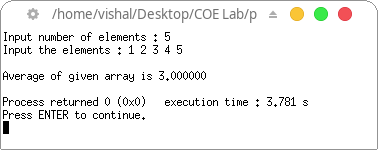 /home/vishal/Desktop/COE Lab/p
Input number of elements : 5
Input the elements : 1 2 3 4 5
Average of given array is 3.000000
Process returned 0 (0x0)   execution time : 3.781 s
Press ENTER to continue.